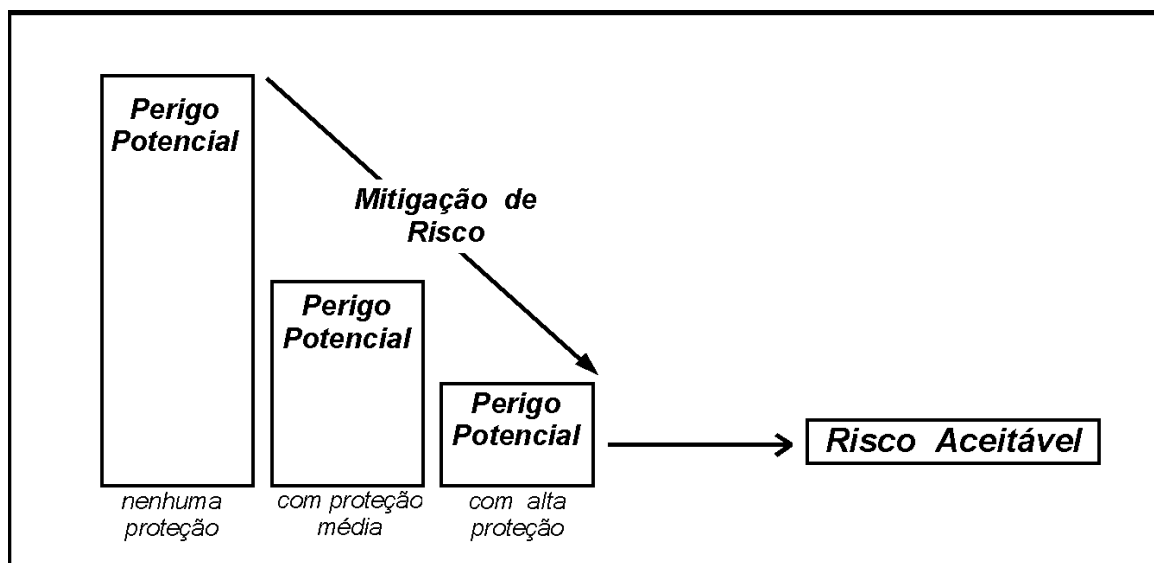 Perigo
Potencial
Mitigação de
Risco
Perigo
Potencial
Perigo
Potencial
Risco Aceitável
nenhuma
proteção
com proteção
média
com alta
proteção